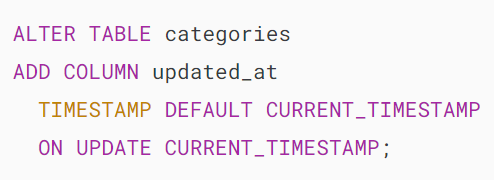 ALTER TABLE categories
ADD COLUMN updated_at
TIMESTAMP DEFAULT CURRENT_TIMESTAMP
ON UPDATE CURRENT_TIMESTAMP;